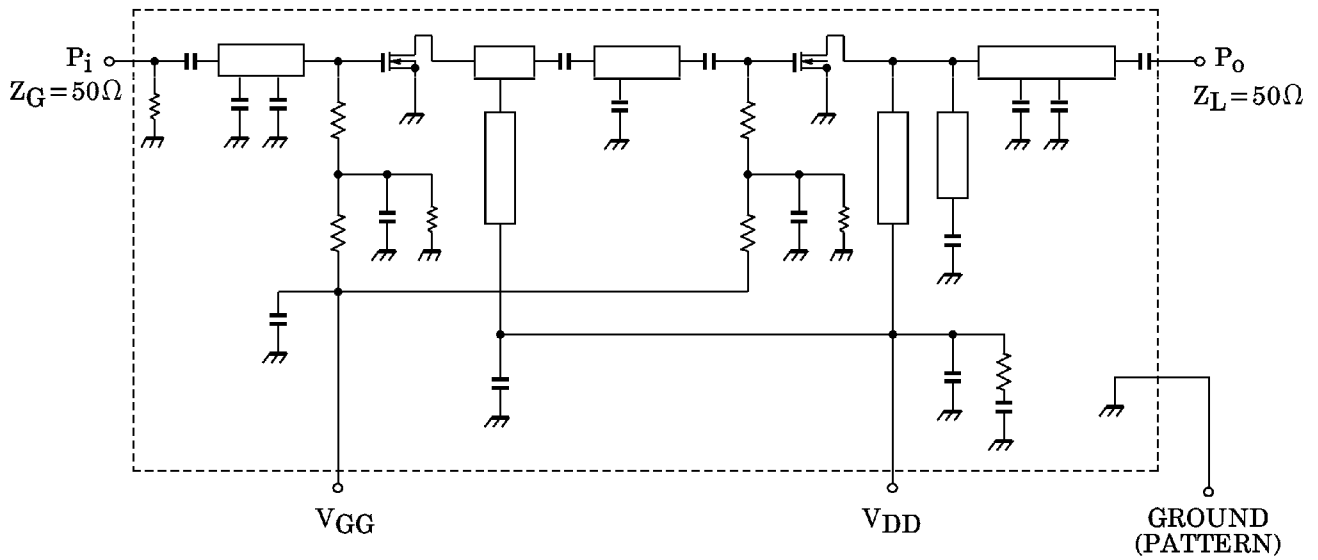 Pi
ZG = 50Ω
Po
ZL = 50Ω
VGG
VDD
GROUND
(PATTERN)